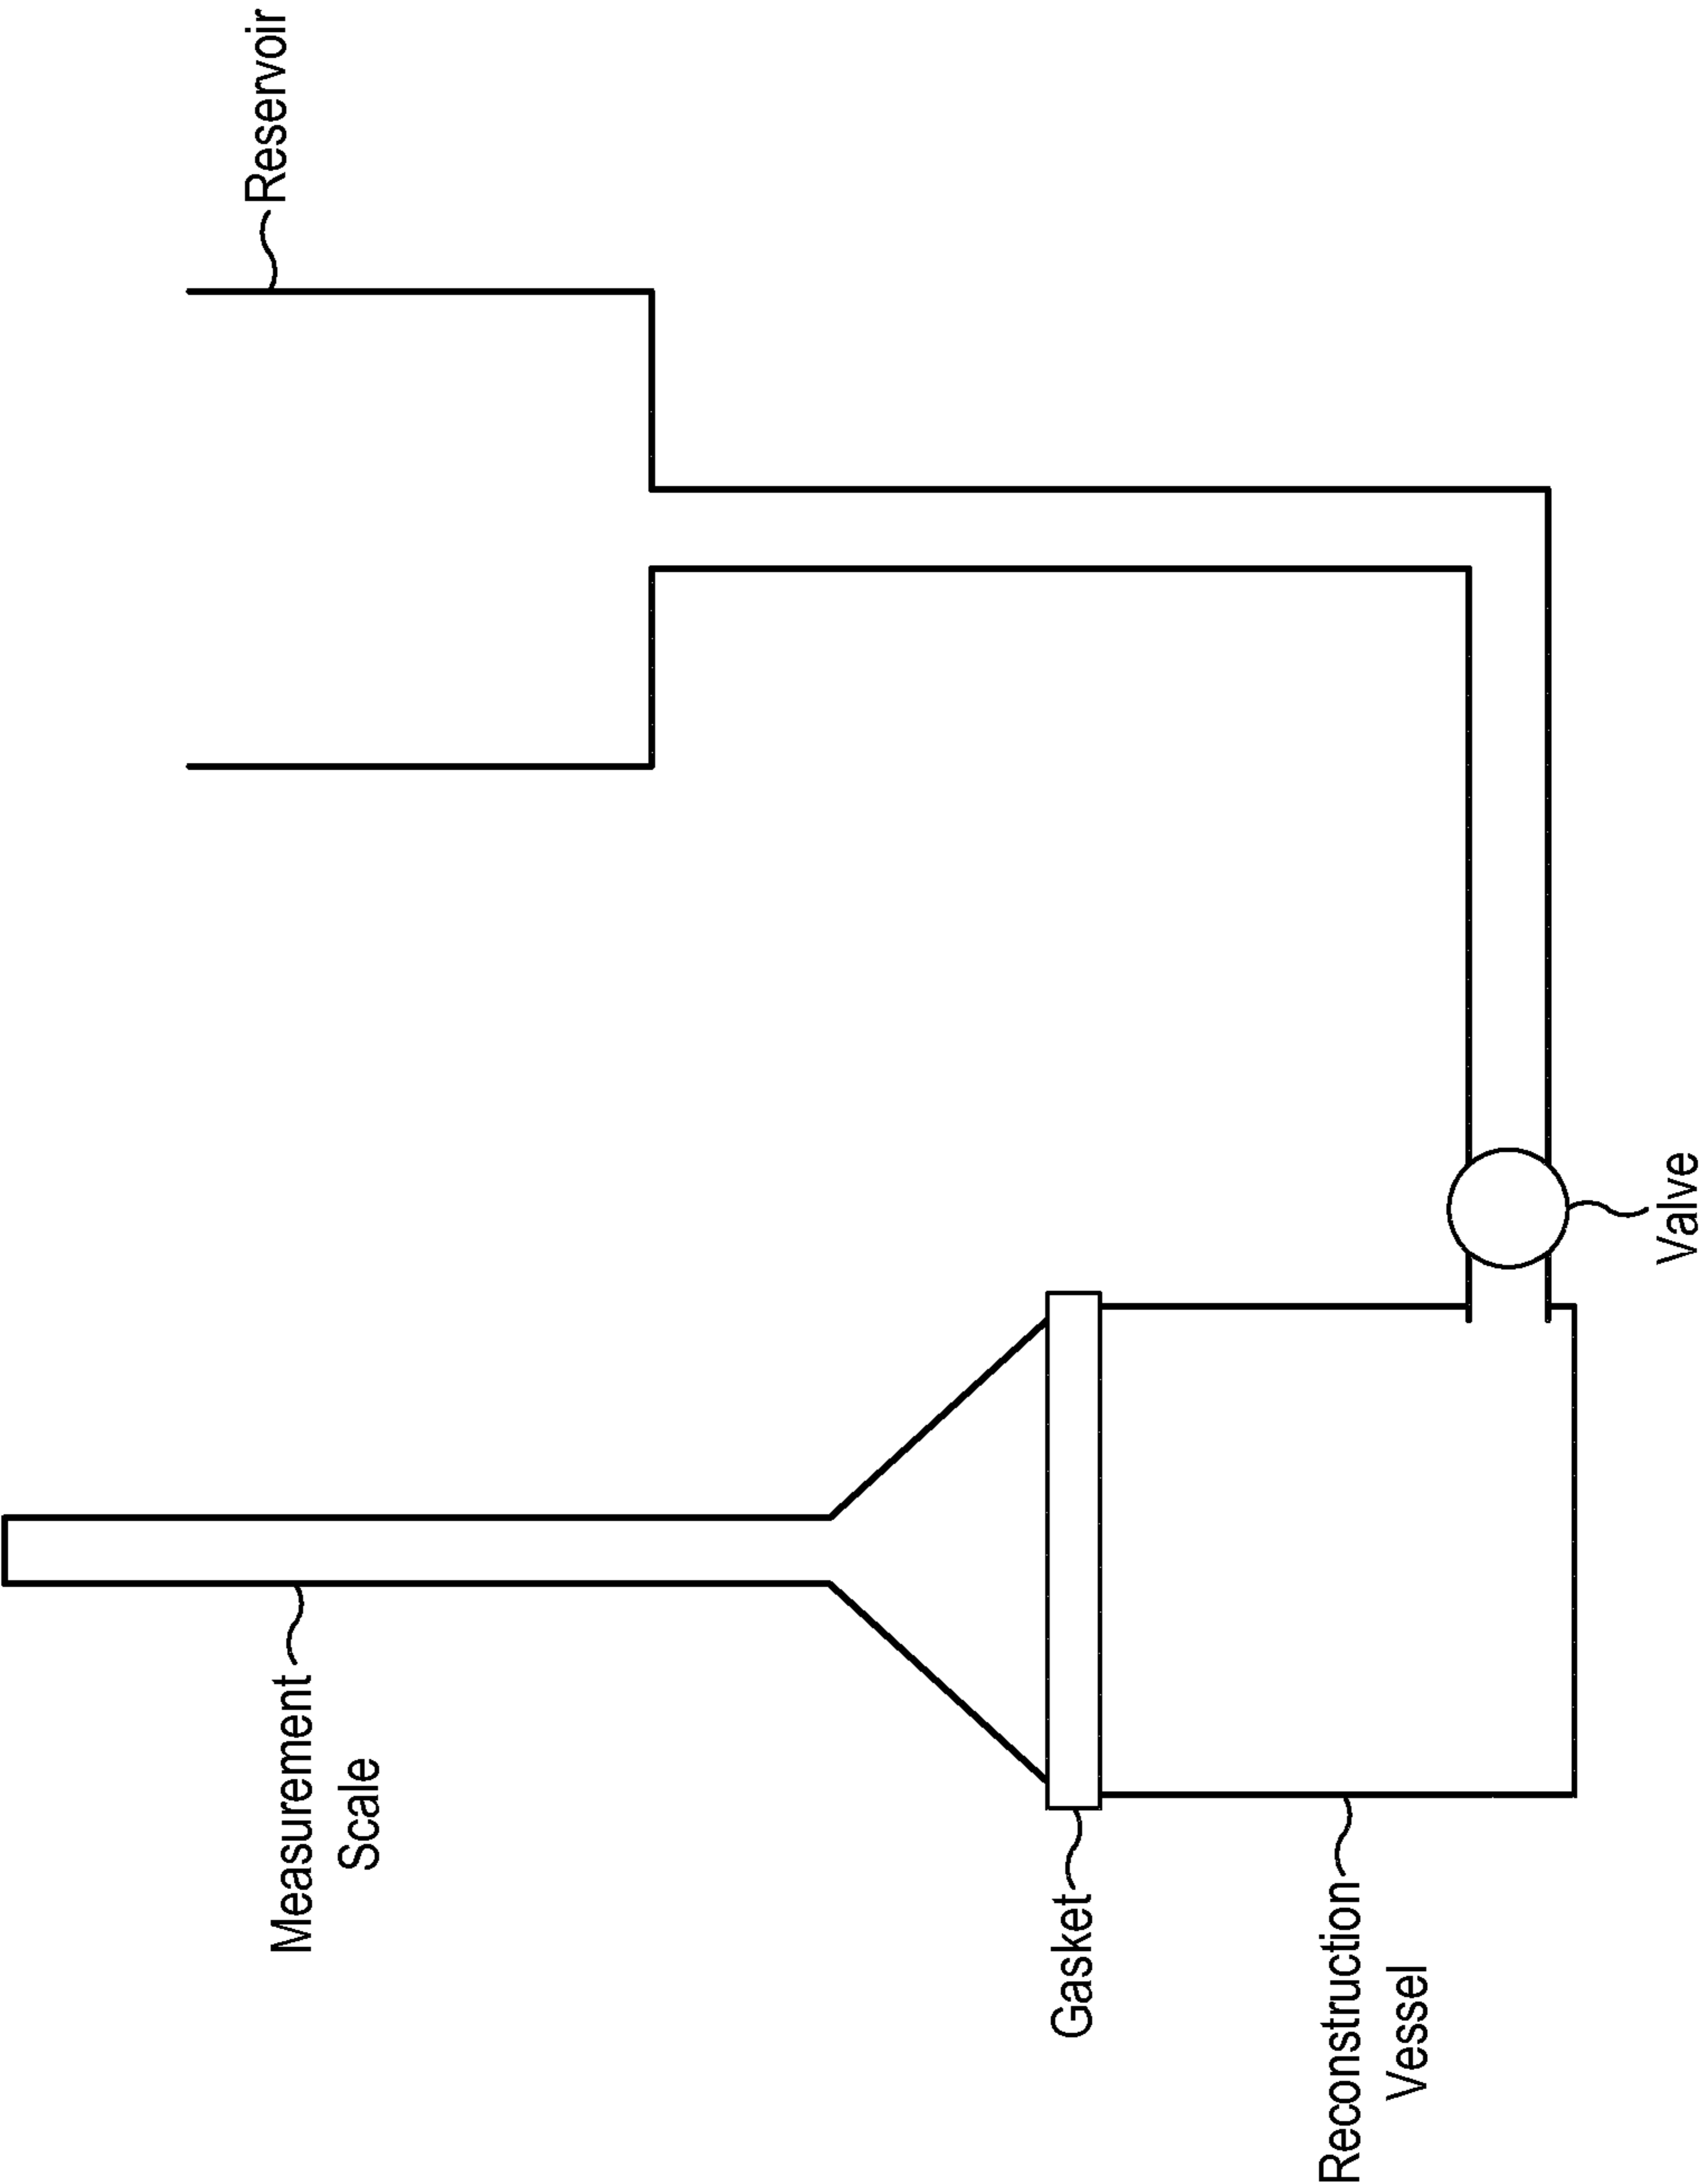 Measurement
Scale
Reservoir
Gasket
Reconstruction
Vessel
Valve